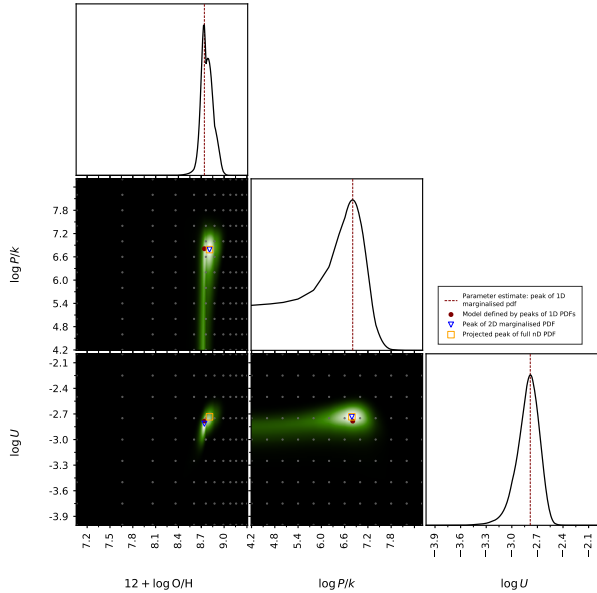 log P/k
7.8
7.2
6.6
6.0
5.4
4.8
4.2
Parameter estimate: peak of 1D
marginalised pdf
Model defined by peaks of 1D PDFs
Peak of 2D marginalised PDF
Projected peak of full nD PDF
log U
-2.1
-2.4
-2.7
-3.0
-3.3
-3.6
-3.9
7.2 7.5 7.8 8.1 8.4 8.7 9.0 4.2 4.8 5.4 6.0 6.6 7.2 7.8 −3.9 −3.6 −3.3 −3.0 −2.7 −2.4 −2.1
12 + log O/H log P/k log U